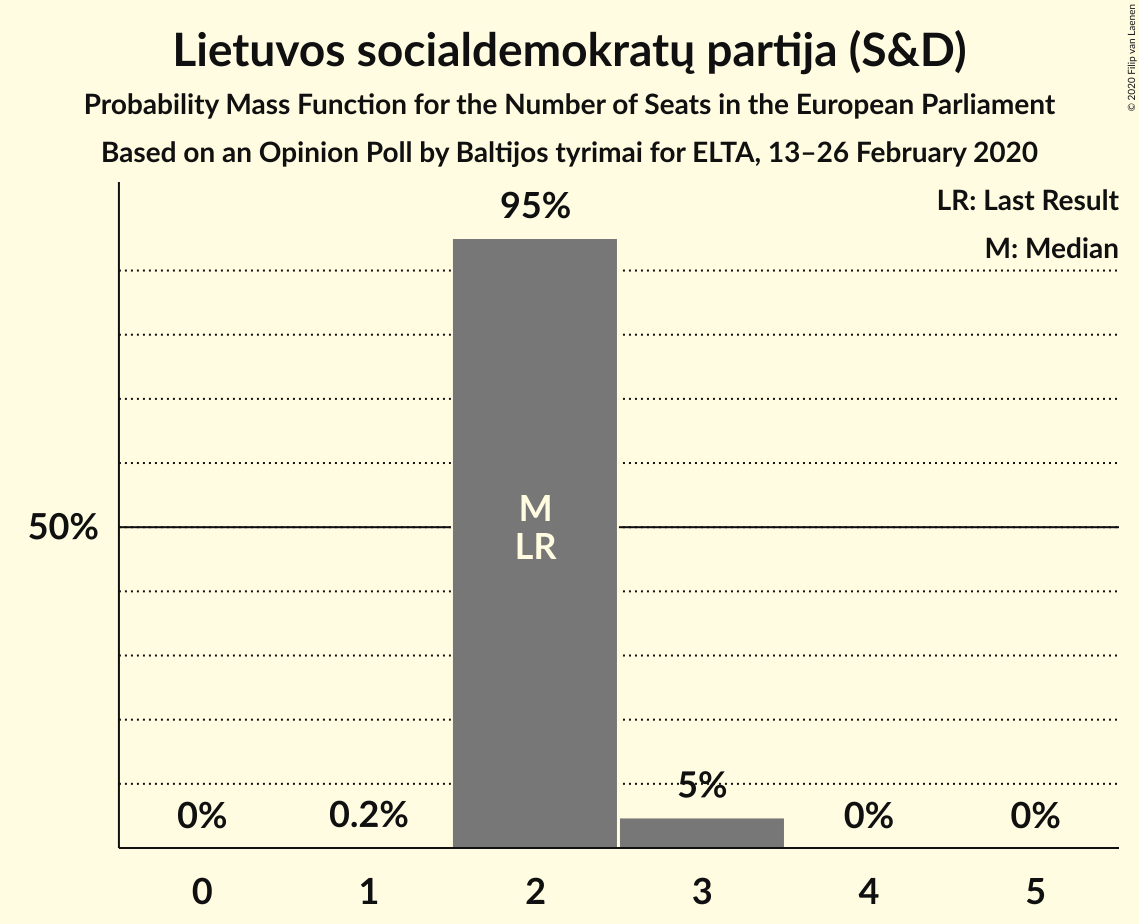 Lietuvos socialdemokratų partija (S&D)
Probability Mass Function for the Number of Seats in the European Parliament
Based on an Opinion Poll by Baltijos tyrimai for ELTA, 13–26 February 2020
© 2020 Filip van Laenen
LR: Last Result
M: Median
95%
50%
M
LR
0%
0.2%
5%
0%
0%
0
1
2
3
4
5